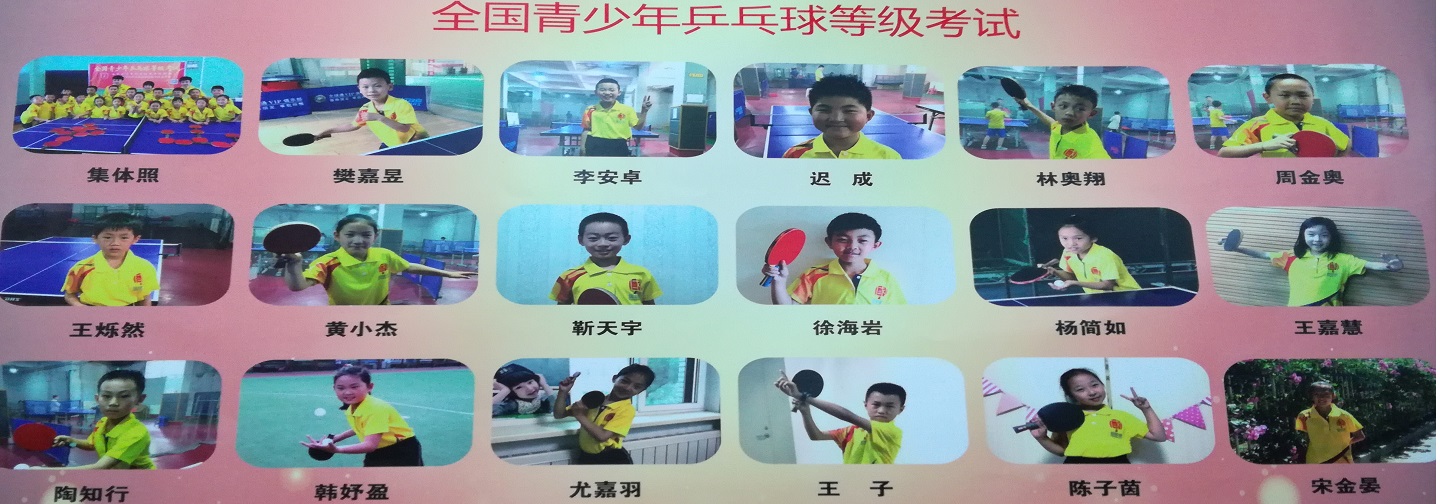 全国青少年乒乓球等级考试
集体照
樊嘉昱
李安卓
迟 成
林奥翔
周金奥
王烁然
黄小杰
靳天宇
徐海岩
杨简如
王嘉慧
陶知行
韩妤盈
尤嘉羽
王 子
陈子茵
宋金晏